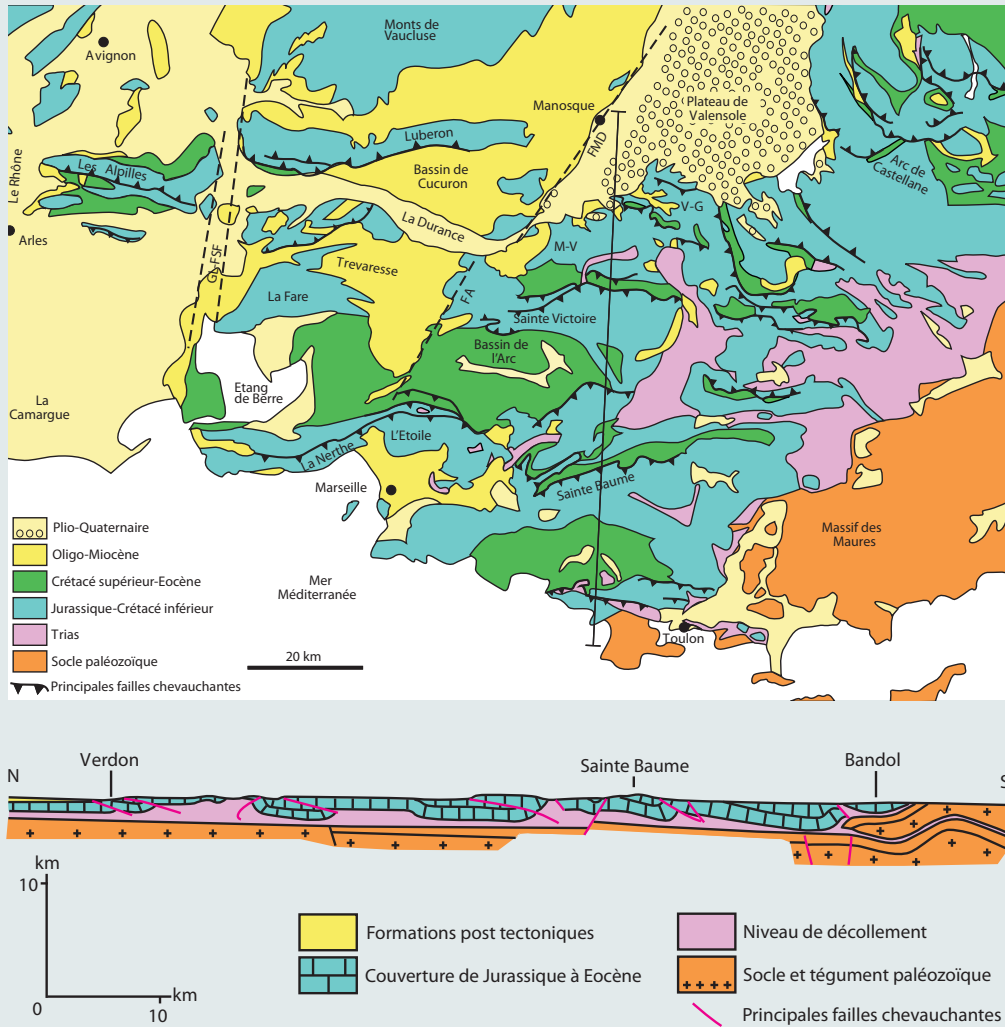 Monts de
Vaucluse
Avignon
Manosque
Plateau de
Valensole
FMD
Luberon
Le Rhône
Les Alpilles
Bassin de
Cucuron
Arc de
Castellane
V-G
Arles
La Durance
M-V
GL-FSF
Trevaresse
La Fare
FA
Sainte Victoire
Bassin de
l'Arc
Etang
de Berre
La
Camargue
L'Etoile
La Nerthe
Marseille
Sainte Baume
Massif des
Maures
Plio-Quaternaire
Oligo-Miocène
Crétacé supérieur-Eocène
Jurassique-Crétacé inférieur
Trias
Socle paléozoïque
Principales failles chevauchantes
Mer
Méditerranée
20 km
Toulon
Verdon
Sainte Baume
Bandol
N
S
km
10
0
10
km
Formations post tectoniques
Couverture de Jurassique à Eocène
Niveau de décollement
Socle et tégument paléozoïque
Principales failles chevauchantes